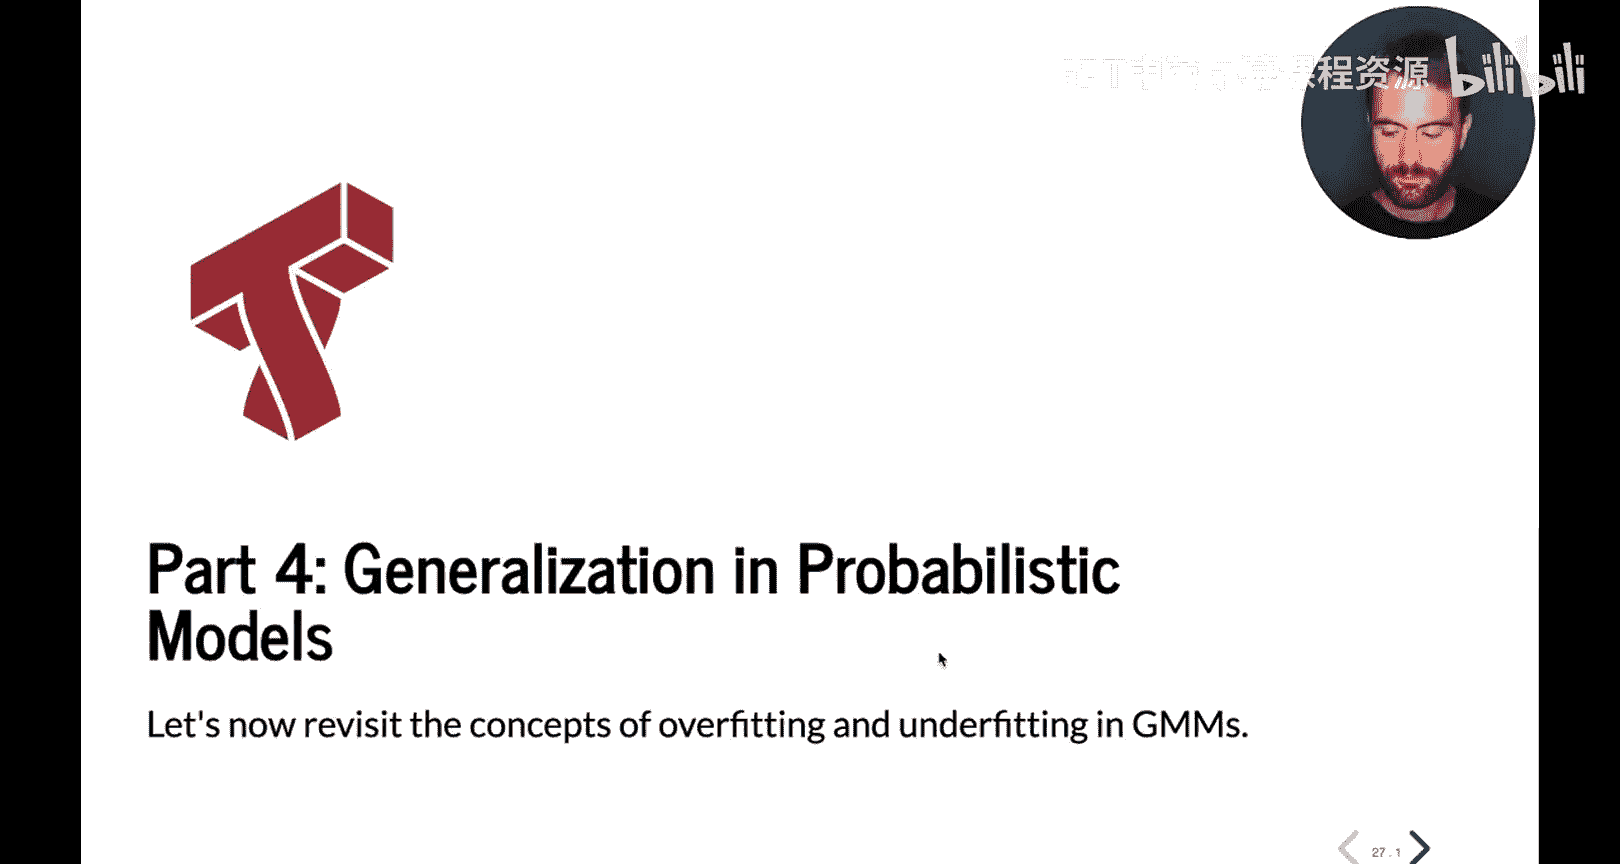 程资源 bilibili
Part 4: Generalization in Probabilistic
Models
Let's now revisit the concepts of overfitting and underfitting in GMMs.
27.1